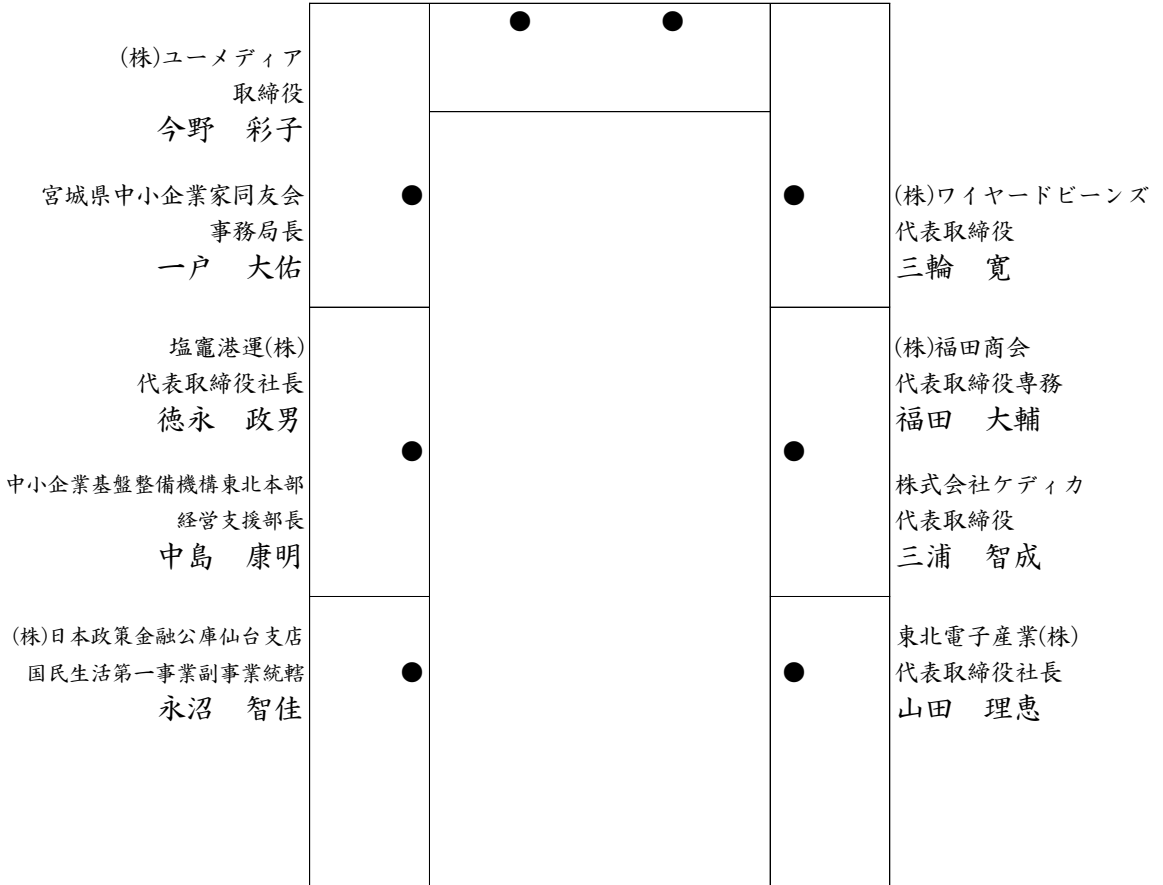 (株)ユーメディア
取締役
今野　彩子
宮城県中小企業家同友会
事務局長
一戸　大佑
塩竈港運(株)
代表取締役社長
徳永　政男
中小企業基盤整備機構東北本部
経営支援部長
中島　康明
(株)日本政策金融公庫仙台支店
国民生活第一事業副事業統轄
永沼　智佳
(株)ワイヤードビーンズ
代表取締役
三輪　寛
(株)福田商会
代表取締役専務
福田　大輔
株式会社ケディカ
代表取締役
三浦　智成
東北電子産業(株)
代表取締役社長
山田　理恵